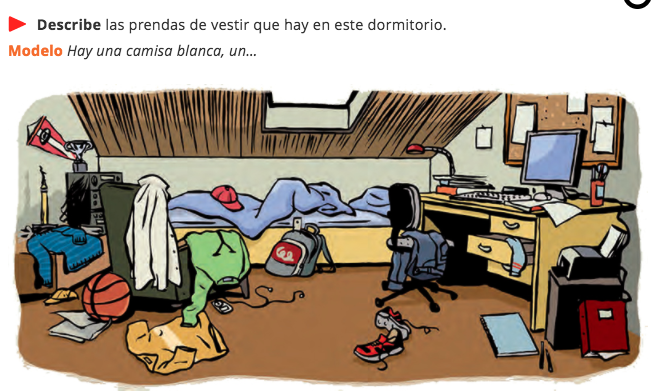 Describe las prendas de vestir que hay en este dormitorio.
Modelo Hay una camisa blanca, un...